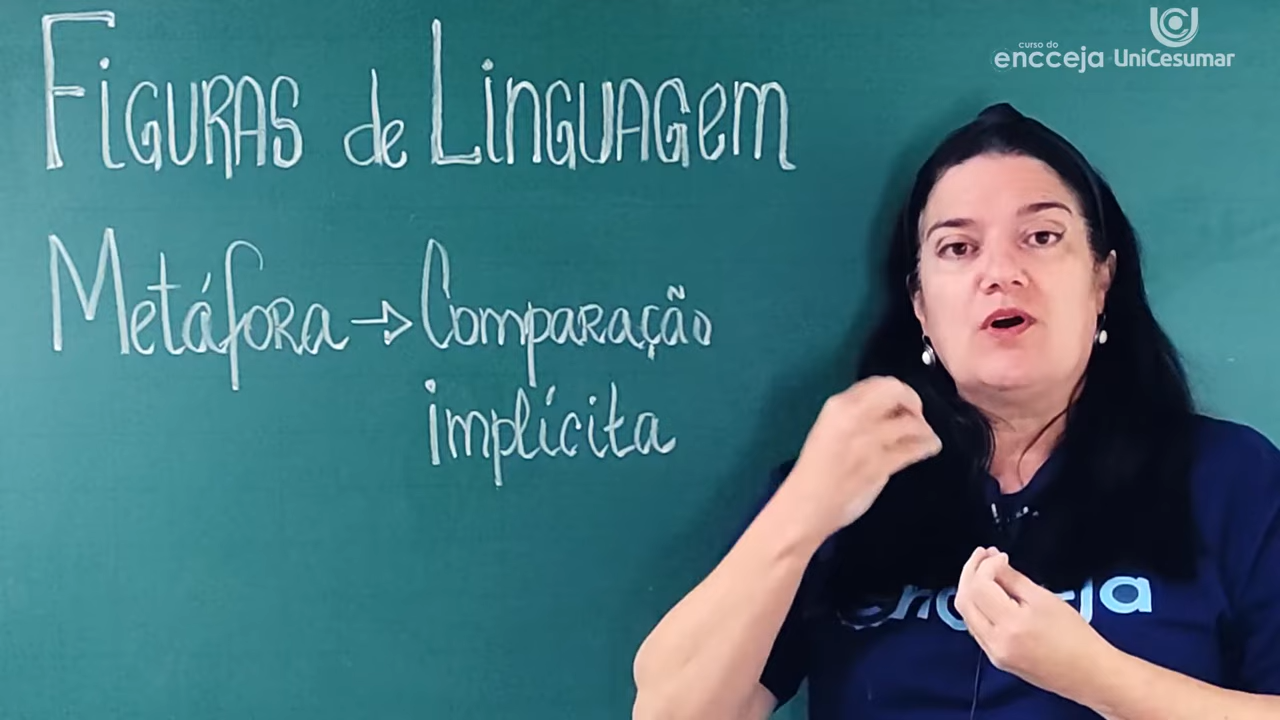 FiGURAS de LinGUAGem
curso do
encceja UniCesumar
Metáfora → Comparação
implícita
encceja